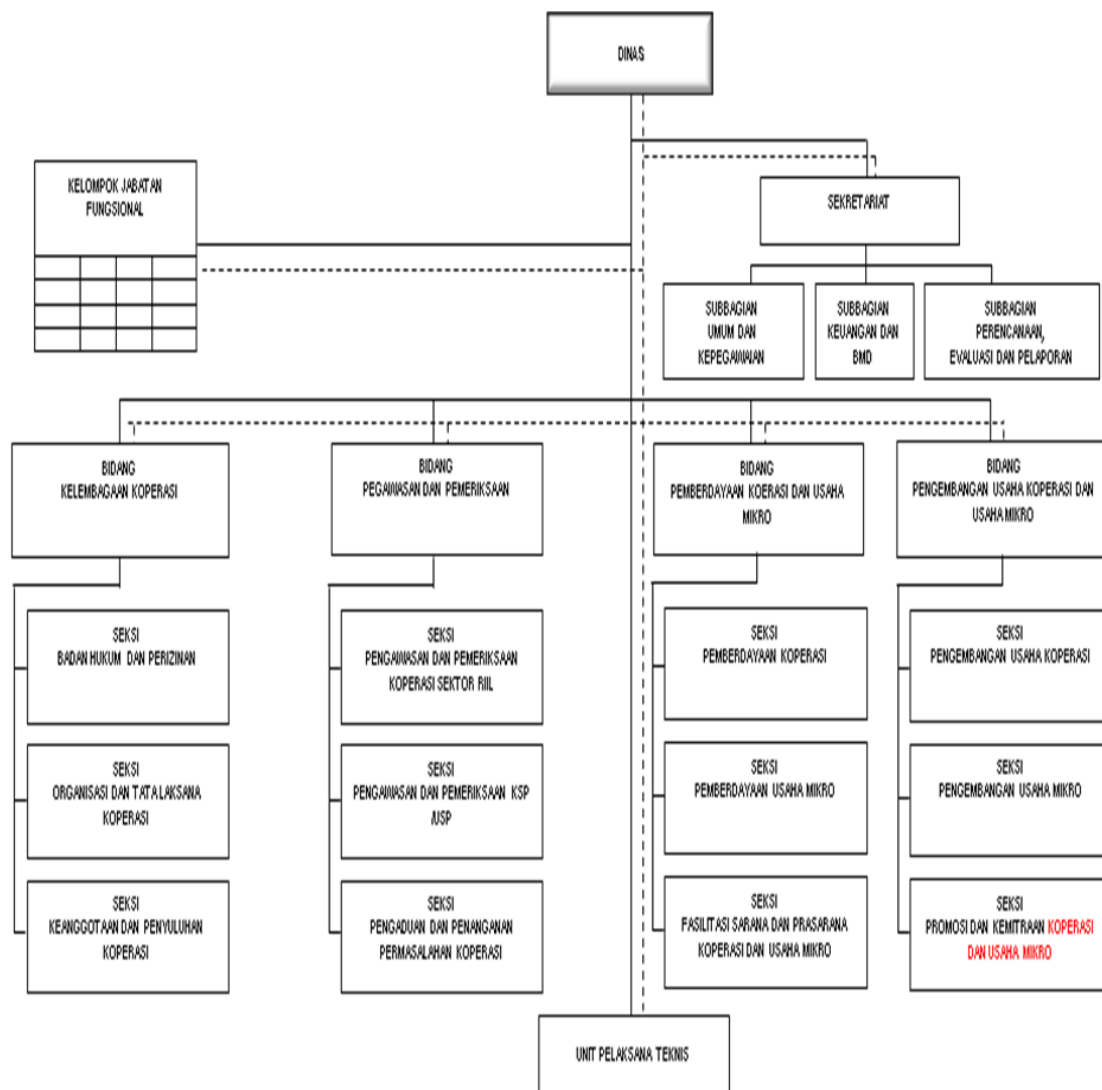 DINAS
KELOMPOK JABATAN
FUNGSIONAL
SEKRETARIAT
SUBBAGIAN
UMUM DAN
KEPEGAWAIAN
SUBBAGIAN
KEUANGAN DAN
BMD
SUBBAGIAN
PERENCANAAN,
EVALUASI DAN PELAPORAN
BIDANG
KELEMBAGAAN KOPERASI
BIDANG
PEGAWASAN DAN PEMERIKSAAN
BIDANG
PEMBERDAYAAN KOERASI DAN USAHA
MIKRO
BIDANG
PENGEMBANGAN USAHA KOPERASI DAN
USAHA MIKRO
SEKSI
BADAN HUKUM DAN PERIZINAN
SEKSI
PENGAWASAN DAN PEMERIKSAAN
KOPERASI SEKTOR RIIL
SEKSI
PEMBERDAYAAN KOPERASI
SEKSI
PENGEMBANGAN USAHA KOPERASI
SEKSI
ORGANISASI DAN TATA LAKSANA
KOPERASI
SEKSI
PENGAWASAN DAN PEMERIKSAAN KSP
/USP
SEKSI
PEMBERDAYAAN USAHA MIKRO
SEKSI
PENGEMBANGAN USAHA MIKRO
SEKSI
KEANGGOTAAN DAN PENYULUHAN
KOPERASI
SEKSI
PENGADUAN DAN PENANGANAN
PERMASALAHAN KOPERASI
SEKSI
FASILITASI SARANA DAN PRASARANA
KOPERASI DAN USAHA MIKRO
SEKSI
PROMOSI DAN KEMITRAAN KOPERASI
DAN USAHA MIKRO
UNIT PELAKSANA TEKNIS